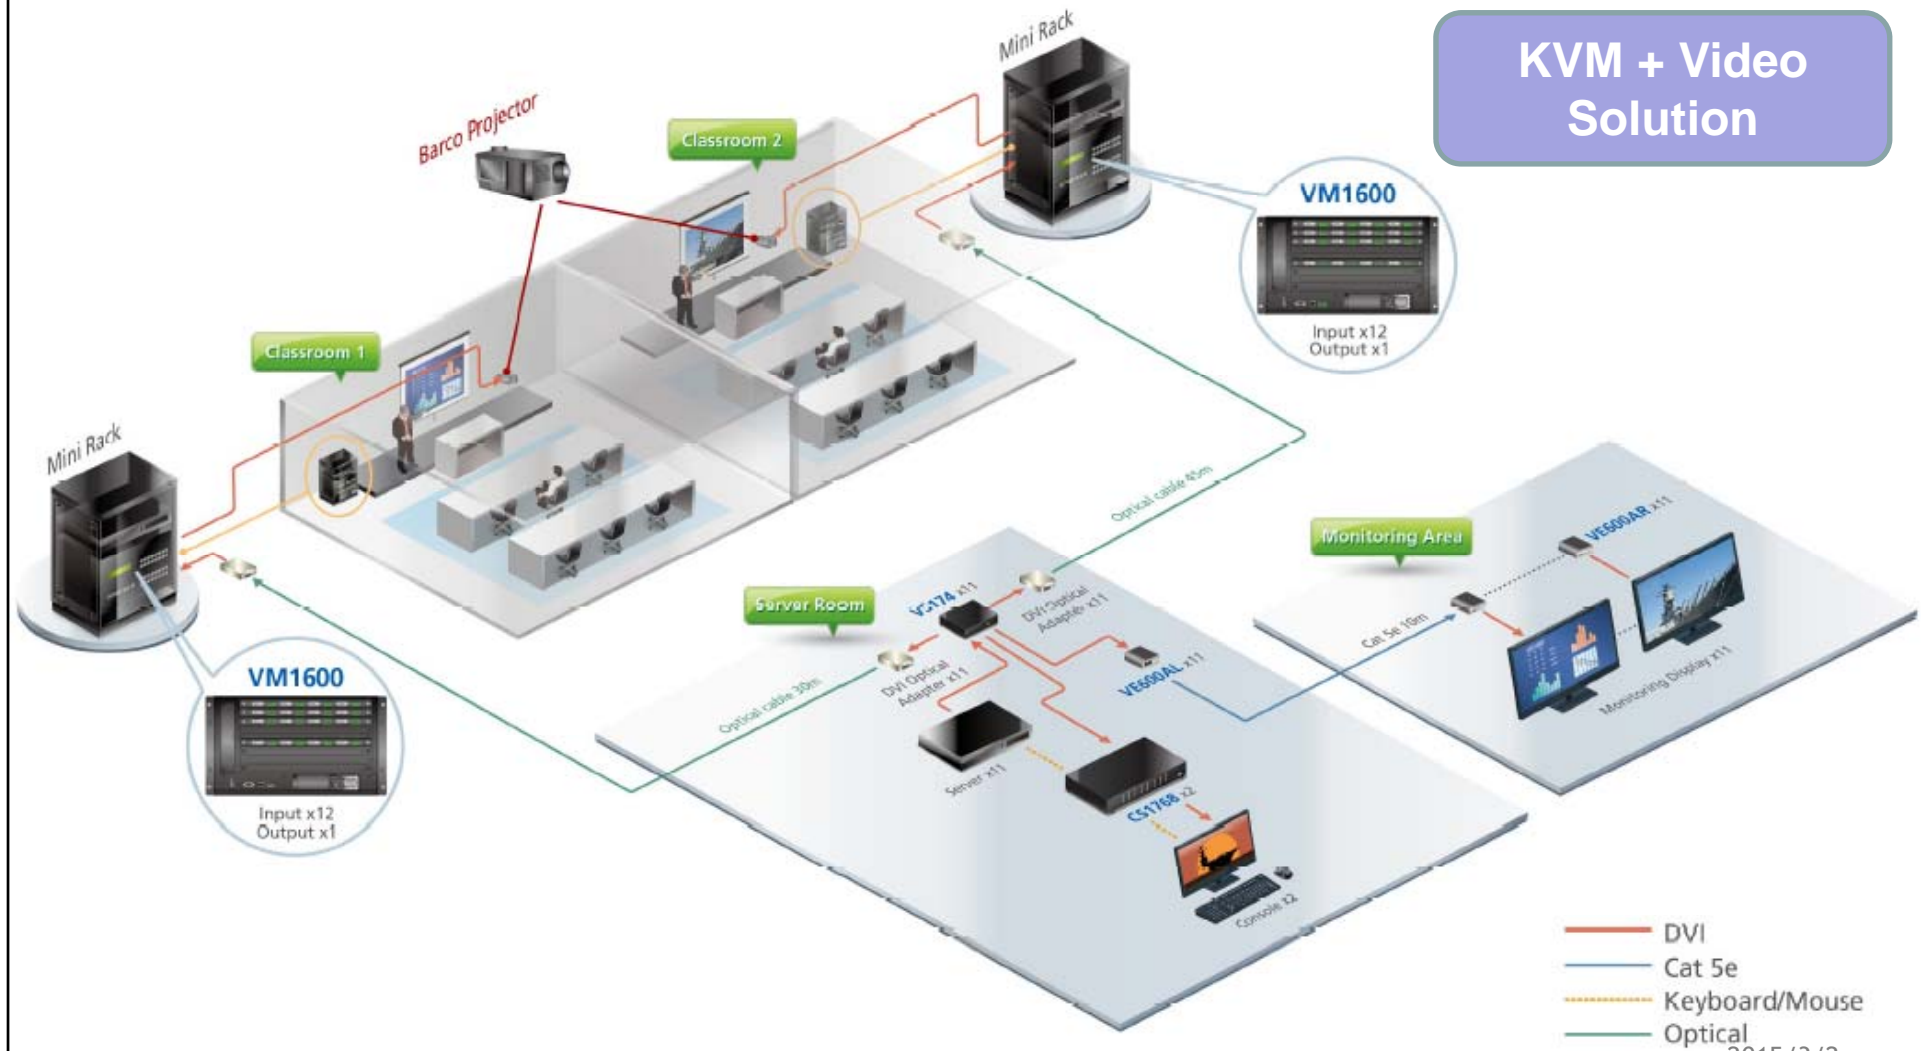 KVM + Video
Solution
Mini Rack
Barco Projector
Classroom 2
VM1600
Input x12
Output x1
Classroom 1
Mini Rack
Optical cable 45m
VE600AR x11
Monitoring Area
Server Room
x11
DVI Optical
Adapter x11
Cat 5e 10m
VE600AL x11
DVI Optical
Adapter x11
Monitoring Display x11
VM1600
Optical cable 30m
Server x11
CS1768 x2
Input x12
Output x1
Console x2
DVI
Cat 5e
Keyboard/Mouse
Optical